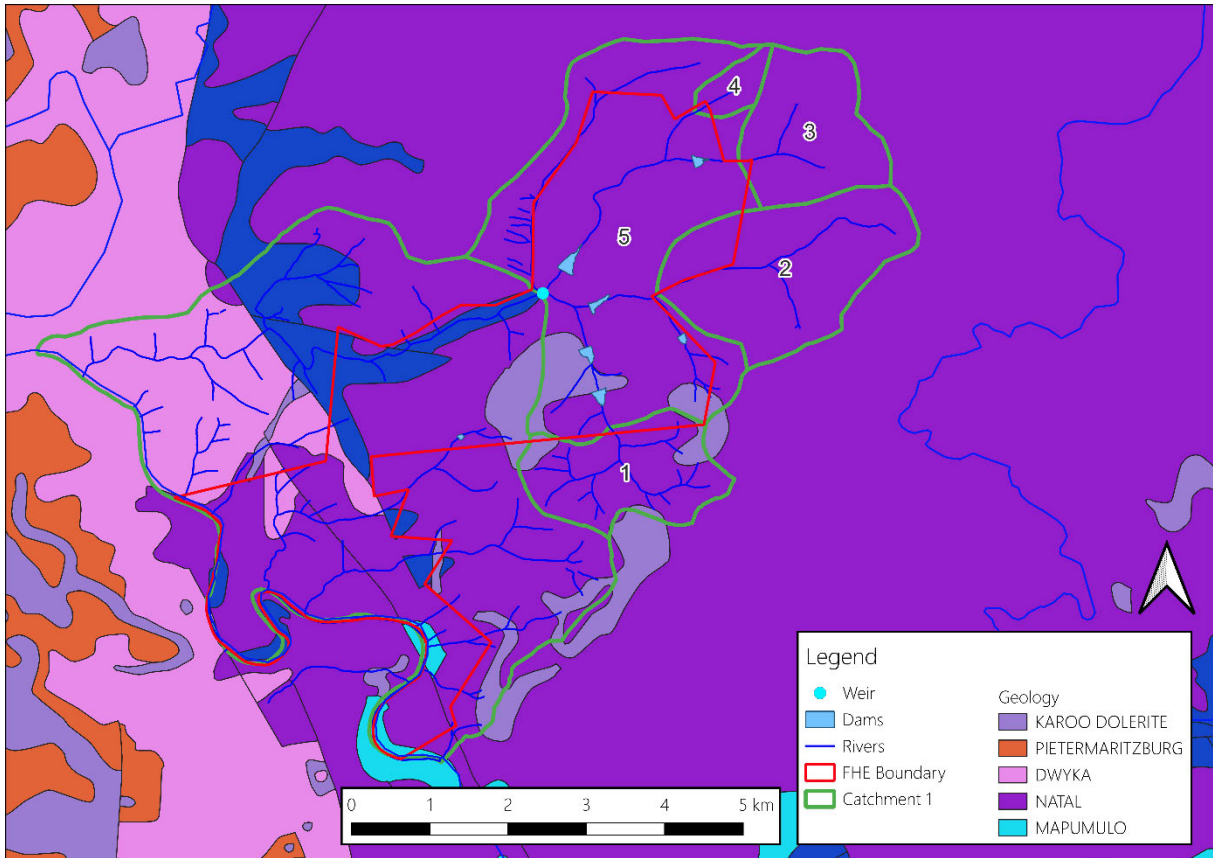 4
3
5
2
1
Legend
Weir
Dams
Rivers
FHE Boundary
Catchment 1
Geology
KAROO DOLERITE
PIETERMARITZBURG
DWYKA
NATAL
MAPUMULO
0 1 2 3 4 5 km